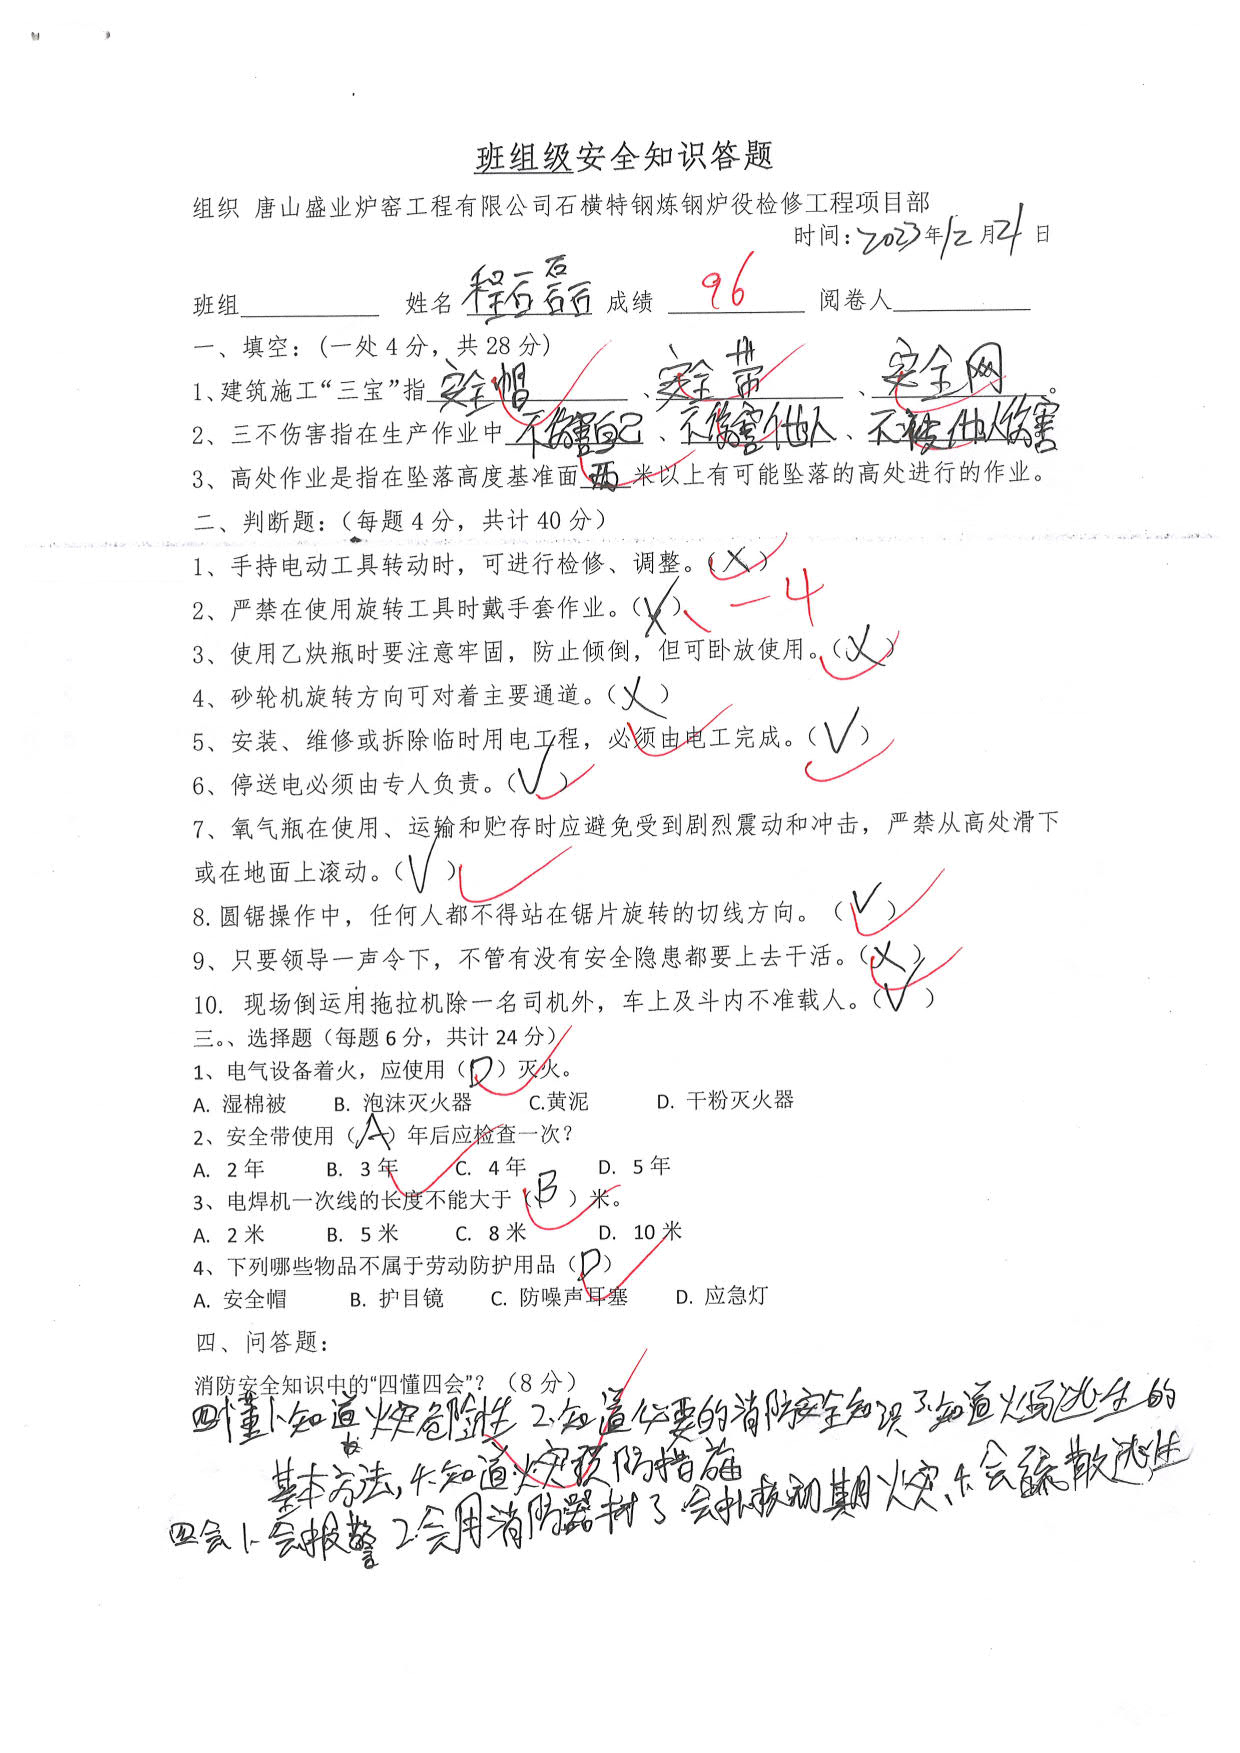 班组级安全知识答题
组织 唐山盛业炉窑工程有限公司石横特钢炼钢炉役检修工程项目部
时间:2023年12月21日
班组 姓名 程磊 成绩 96 阅卷人
一、填空:(一处4分,共28分)
1、建筑施工“三宝”指 安全帽 、安全带 、安全网 。
2、三不伤害指在生产作业中 不伤害自己 、不伤害他人 、不被他人伤害
3、高处作业是指在坠落高度基准面 两 米以上有可能坠落的高处进行的作业。
二、判断题:(每题4分,共计40分)
1、手持电动工具转动时,可进行检修、调整。(X)
2、严禁在使用旋转工具时戴手套作业。(X) -4
3、使用乙炔瓶时要注意牢固,防止倾倒,但可卧放使用。(X)
4、砂轮机旋转方向可对着主要通道。(X)
5、安装、维修或拆除临时用电工程,必须由电工完成。(√)
6、停送电必须由专人负责。(√)
7、氧气瓶在使用、运输和贮存时应避免受到剧烈震动和冲击,严禁从高处滑下
或在地面上滚动。(√)
8.圆锯操作中,任何人都不得站在锯片旋转的切线方向。(√)
9、只要领导一声令下,不管有没有安全隐患都要上去干活。(X)
10. 现场倒运用拖拉机除一名司机外,车上及斗内不准载人。(√)
三。、选择题(每题6分,共计24分)
1、电气设备着火,应使用(D)灭火。
A. 湿棉被 B. 泡沫灭火器 C.黄泥 D. 干粉灭火器
2、安全带使用(A)年后应检查一次?
A. 2年 B. 3年 C. 4年 D. 5年
3、电焊机一次线的长度不能大于(B)米。
A. 2米 B. 5米 C. 8米 D. 10米
4、下列哪些物品不属于劳动防护用品(D)
A. 安全帽 B. 护目镜 C. 防噪声耳塞 D. 应急灯
四、问答题:
消防安全知识中的“四懂四会”?(8分)
四懂1.知道火灾危险性 2.知道必要的消防安全知识 3.知道火场逃生的
基本方法,4.知道火灾预防措施
四会1.会报警 2.会用消防器材 3.会扑救初期火灾、4.会疏散逃生